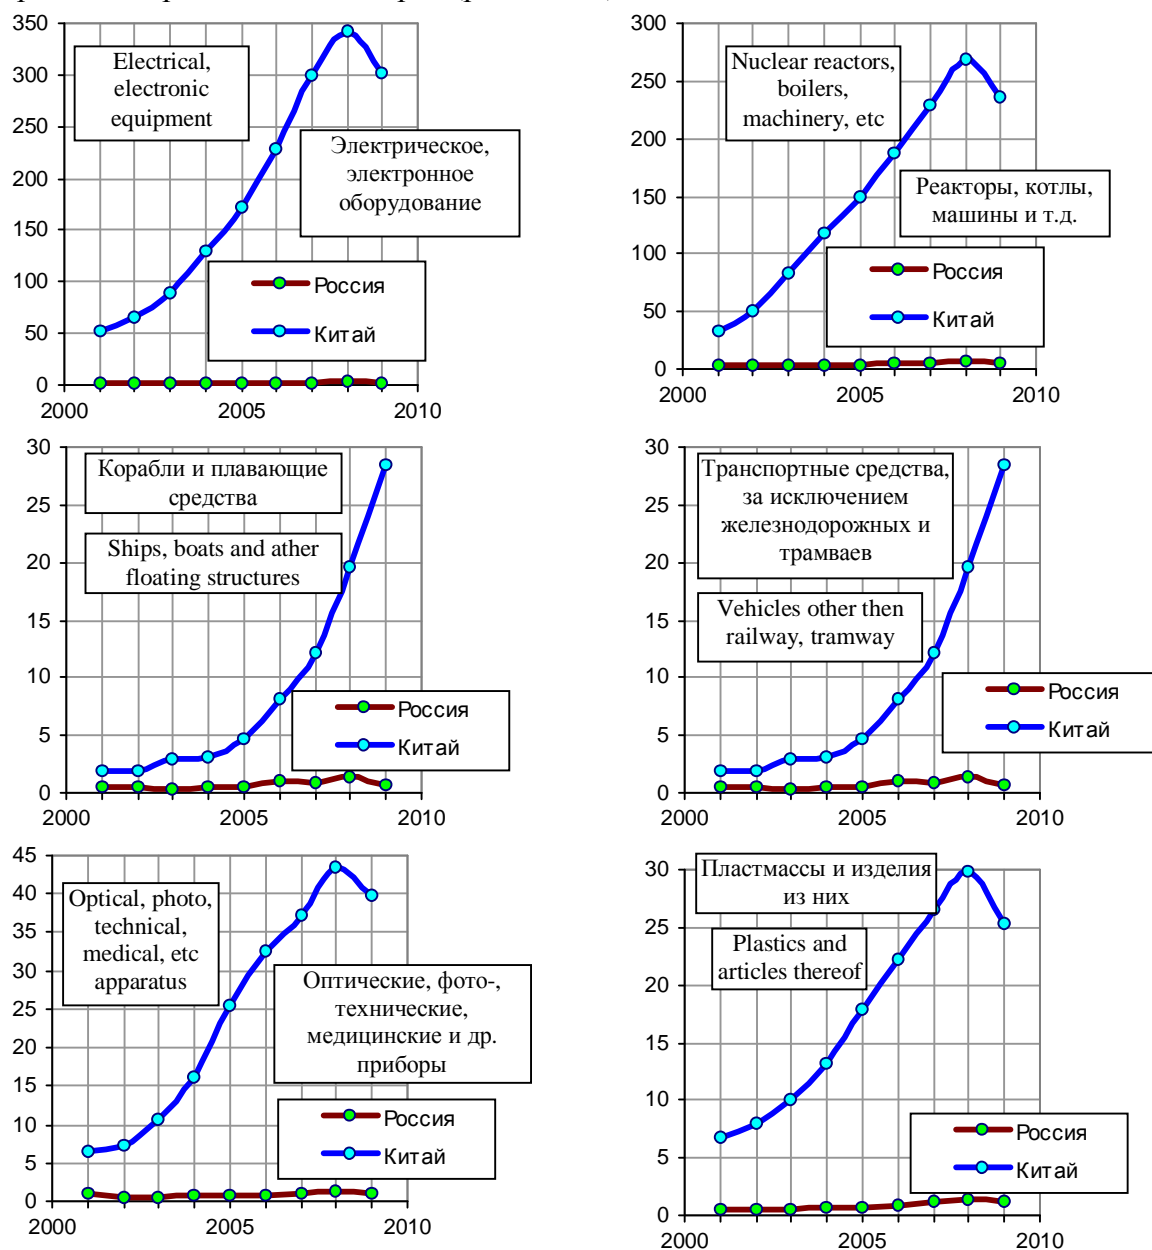 350
300
250
200
150
100
50
0
2000
2005
2010
Electrical,
electronic
equipment
Электрическое,
электронное
оборудование
Россия
Китай
300
250
200
150
100
50
0
2000
2005
2010
Nuclear reactors,
boilers,
machinery, etc
Реакторы, котлы,
машины и т.д.
Россия
Китай
30
25
20
15
10
5
0
2000
2005
2010
Корабли и плавающие
средства
Ships, boats and ather
floating structures
Россия
Китай
30
25
20
15
10
5
0
2000
2005
2010
Транспортные средства,
за исключением
железнодорожных и
трамваев
Vehicles other then
railway, tramway
Россия
Китай
45
40
35
30
25
20
15
10
5
0
2000
2005
2010
Optical, photo,
technical,
medical, etc
apparatus
Оптические, фото-,
технические,
медицинские и др.
приборы
Россия
Китай
30
25
20
15
10
5
0
2000
2005
2010
Пластмассы и изделия
из них
Plastics and
articles thereof
Россия
Китай